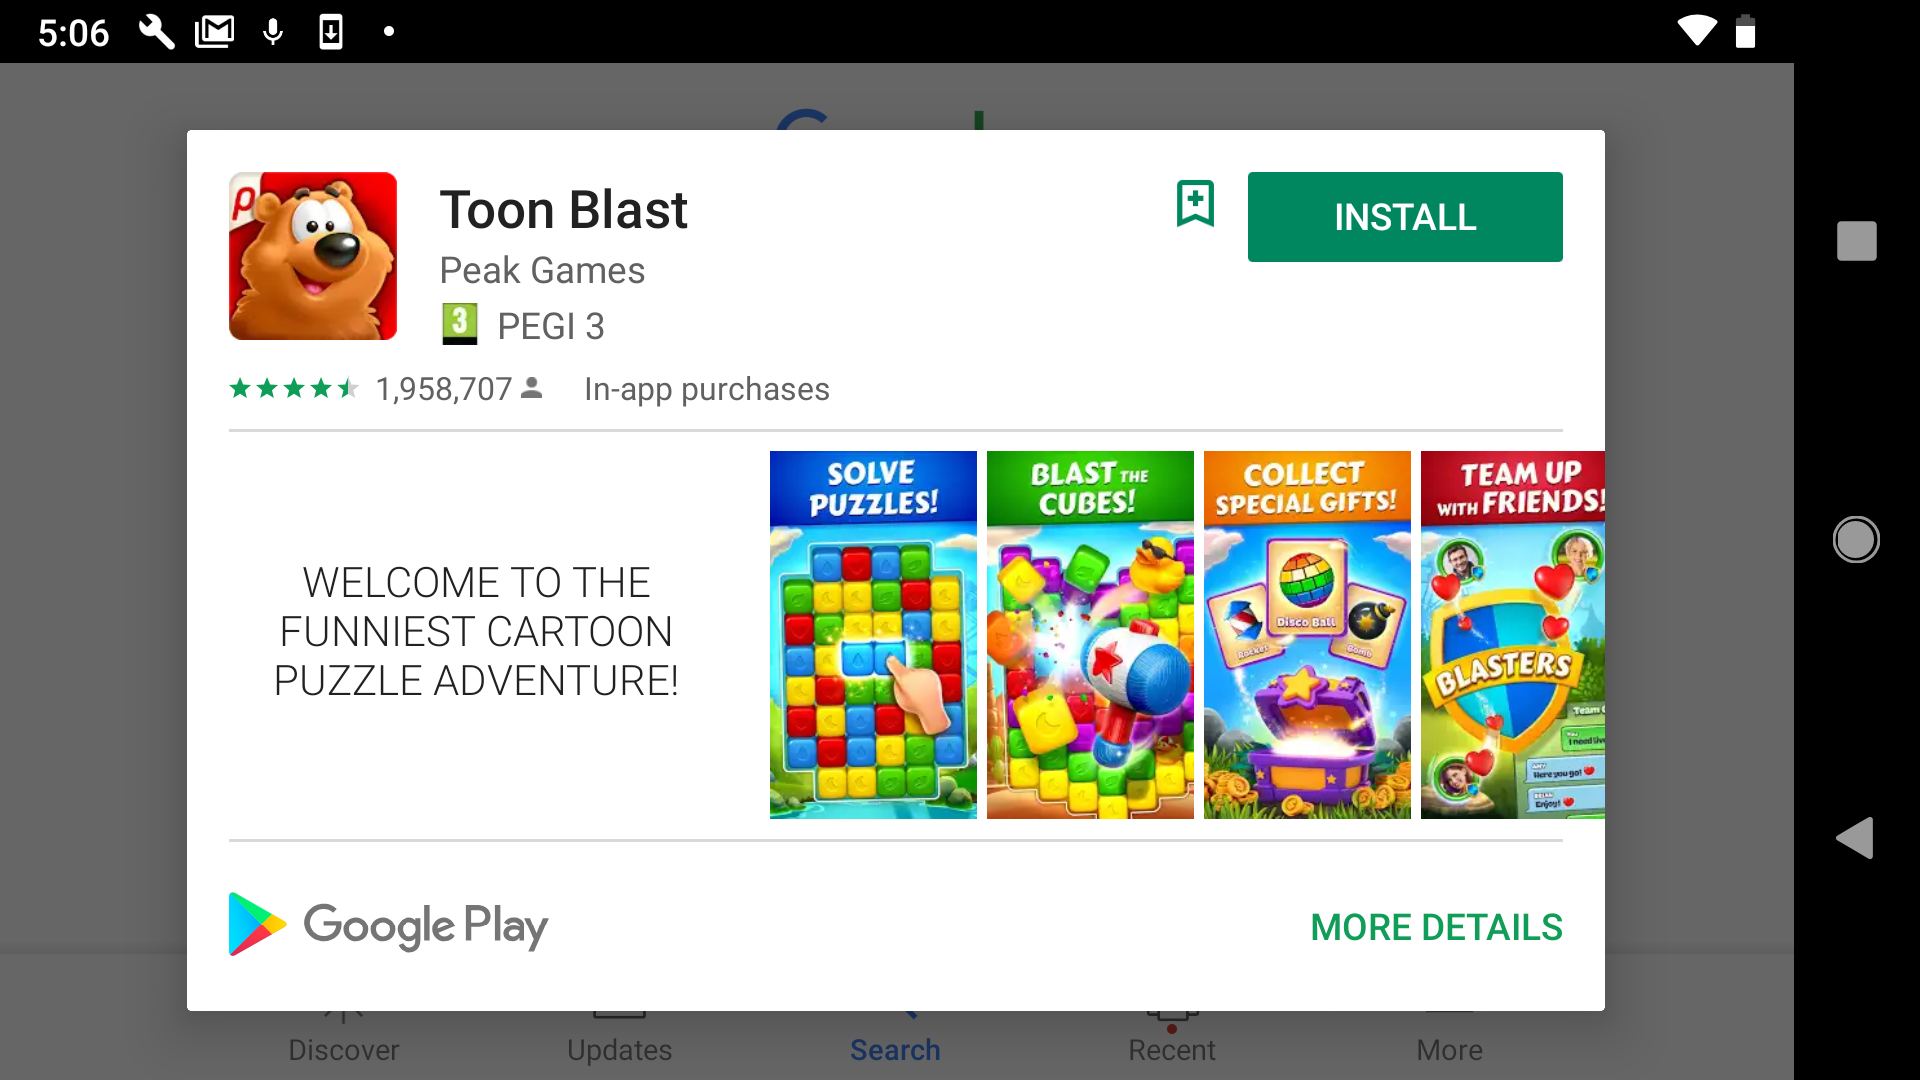 5:06
Toon Blast
INSTALL
Peak Games
3 PEGI 3
1,958,707 In-app purchases
WELCOME TO THE
FUNNIEST CARTOON
PUZZLE ADVENTURE!
SOLVE
PUZZLES!
BLAST THE
CUBES!
COLLECT
SPECIAL GIFTS!
Disco Ball
Rocket
Bomb
TEAM UP
WITH FRIENDS!
BLASTERS
Team
I need
Here you go!
Enjoy!
Google Play
MORE DETAILS
Discover
Updates
Search
Recent
More